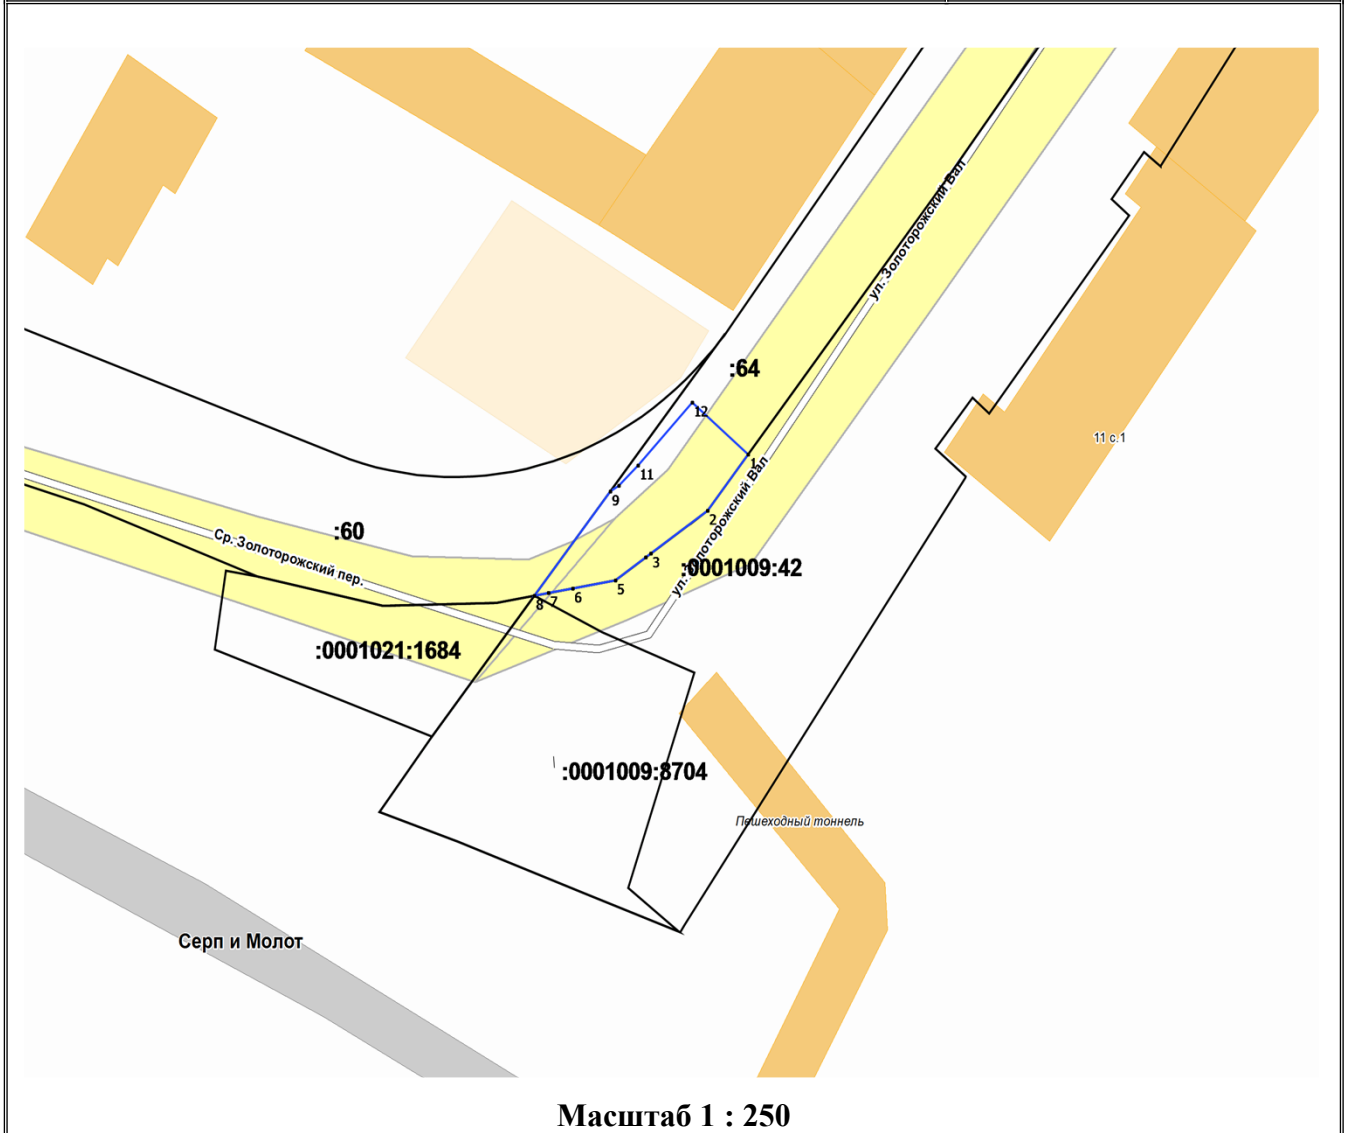 ул. Золоторожский Вал
:64
12
11 с.1
1
11
9
2
ул. Золоторожский Вал
:60
Ср. Золоторожский пер.
3
:0001009:42
5
6
7
8
:0001021:1684
:0001009:8704
Пешеходный тоннель
Серп и Молот
Масштаб 1 : 250